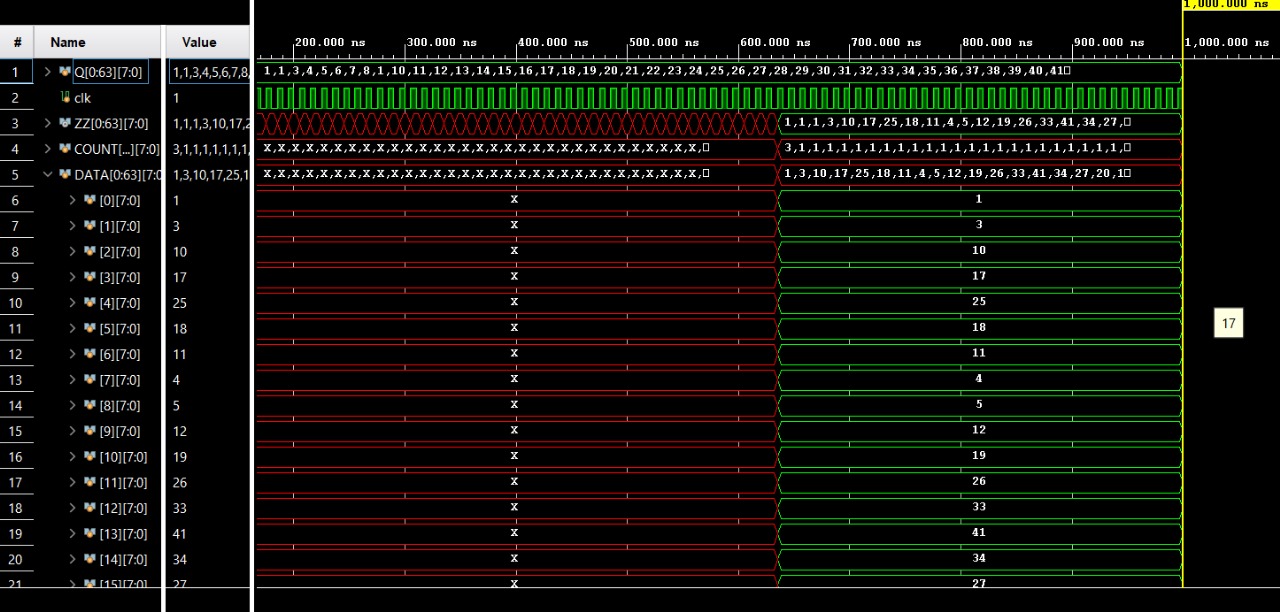 1,000.000 ns
# Name Value 200.000 ns 300.000 ns 400.000 ns 500.000 ns 600.000 ns 700.000 ns 800.000 ns 900.000 ns 1,000.000 ns
1 Q[0:63][7:0] 1,1,3,4,5,6,7,8, 1,1,3,4,5,6,7,8,1,10,11,12,13,14,15,16,17,18,19,20,21,22,23,24,25,26,27,28,29,30,31,32,33,34,35,36,37,38,39,40,41
2 clk 1
3 ZZ[0:63][7:0] 1,1,1,3,10,17,2 1,1,1,3,10,17,25,18,11,4,5,12,19,26,33,41,34,27,
4 COUNT[...][7:0] 3,1,1,1,1,1,1, X,X,X,X,X,X,X,X,X,X,X,X,X,X,X,X,X,X,X,X,X,X,X,X,X,X,X,X,X,X,X, 3,1,1,1,1,1,1,1,1,1,1,1,1,1,1,1,1,1,1,1,1,1,1,1,
5 DATA[0:63][7:0 1,3,10,17,25,1 X,X,X,X,X,X,X,X,X,X,X,X,X,X,X,X,X,X,X,X,X,X,X,X,X,X,X,X,X,X,X, 1,3,10,17,25,18,11,4,5,12,19,26,33,41,34,27,20,1
6 [0][7:0] 1 X 1
7 [1][7:0] 3 X 3
8 [2][7:0] 10 X 10
9 [3][7:0] 17 X 17
10 [4][7:0] 25 X 25
11 [5][7:0] 18 X 18
17
12 [6][7:0] 11 X 11
13 [7][7:0] 4 X 4
14 [8][7:0] 5 X 5
15 [9][7:0] 12 X 12
16 [10][7:0] 19 X 19
17 [11][7:0] 26 X 26
18 [12][7:0] 33 X 33
19 [13][7:0] 41 X 41
20 [14][7:0] 34 X 34
21 [15][7:0] 27 X 27